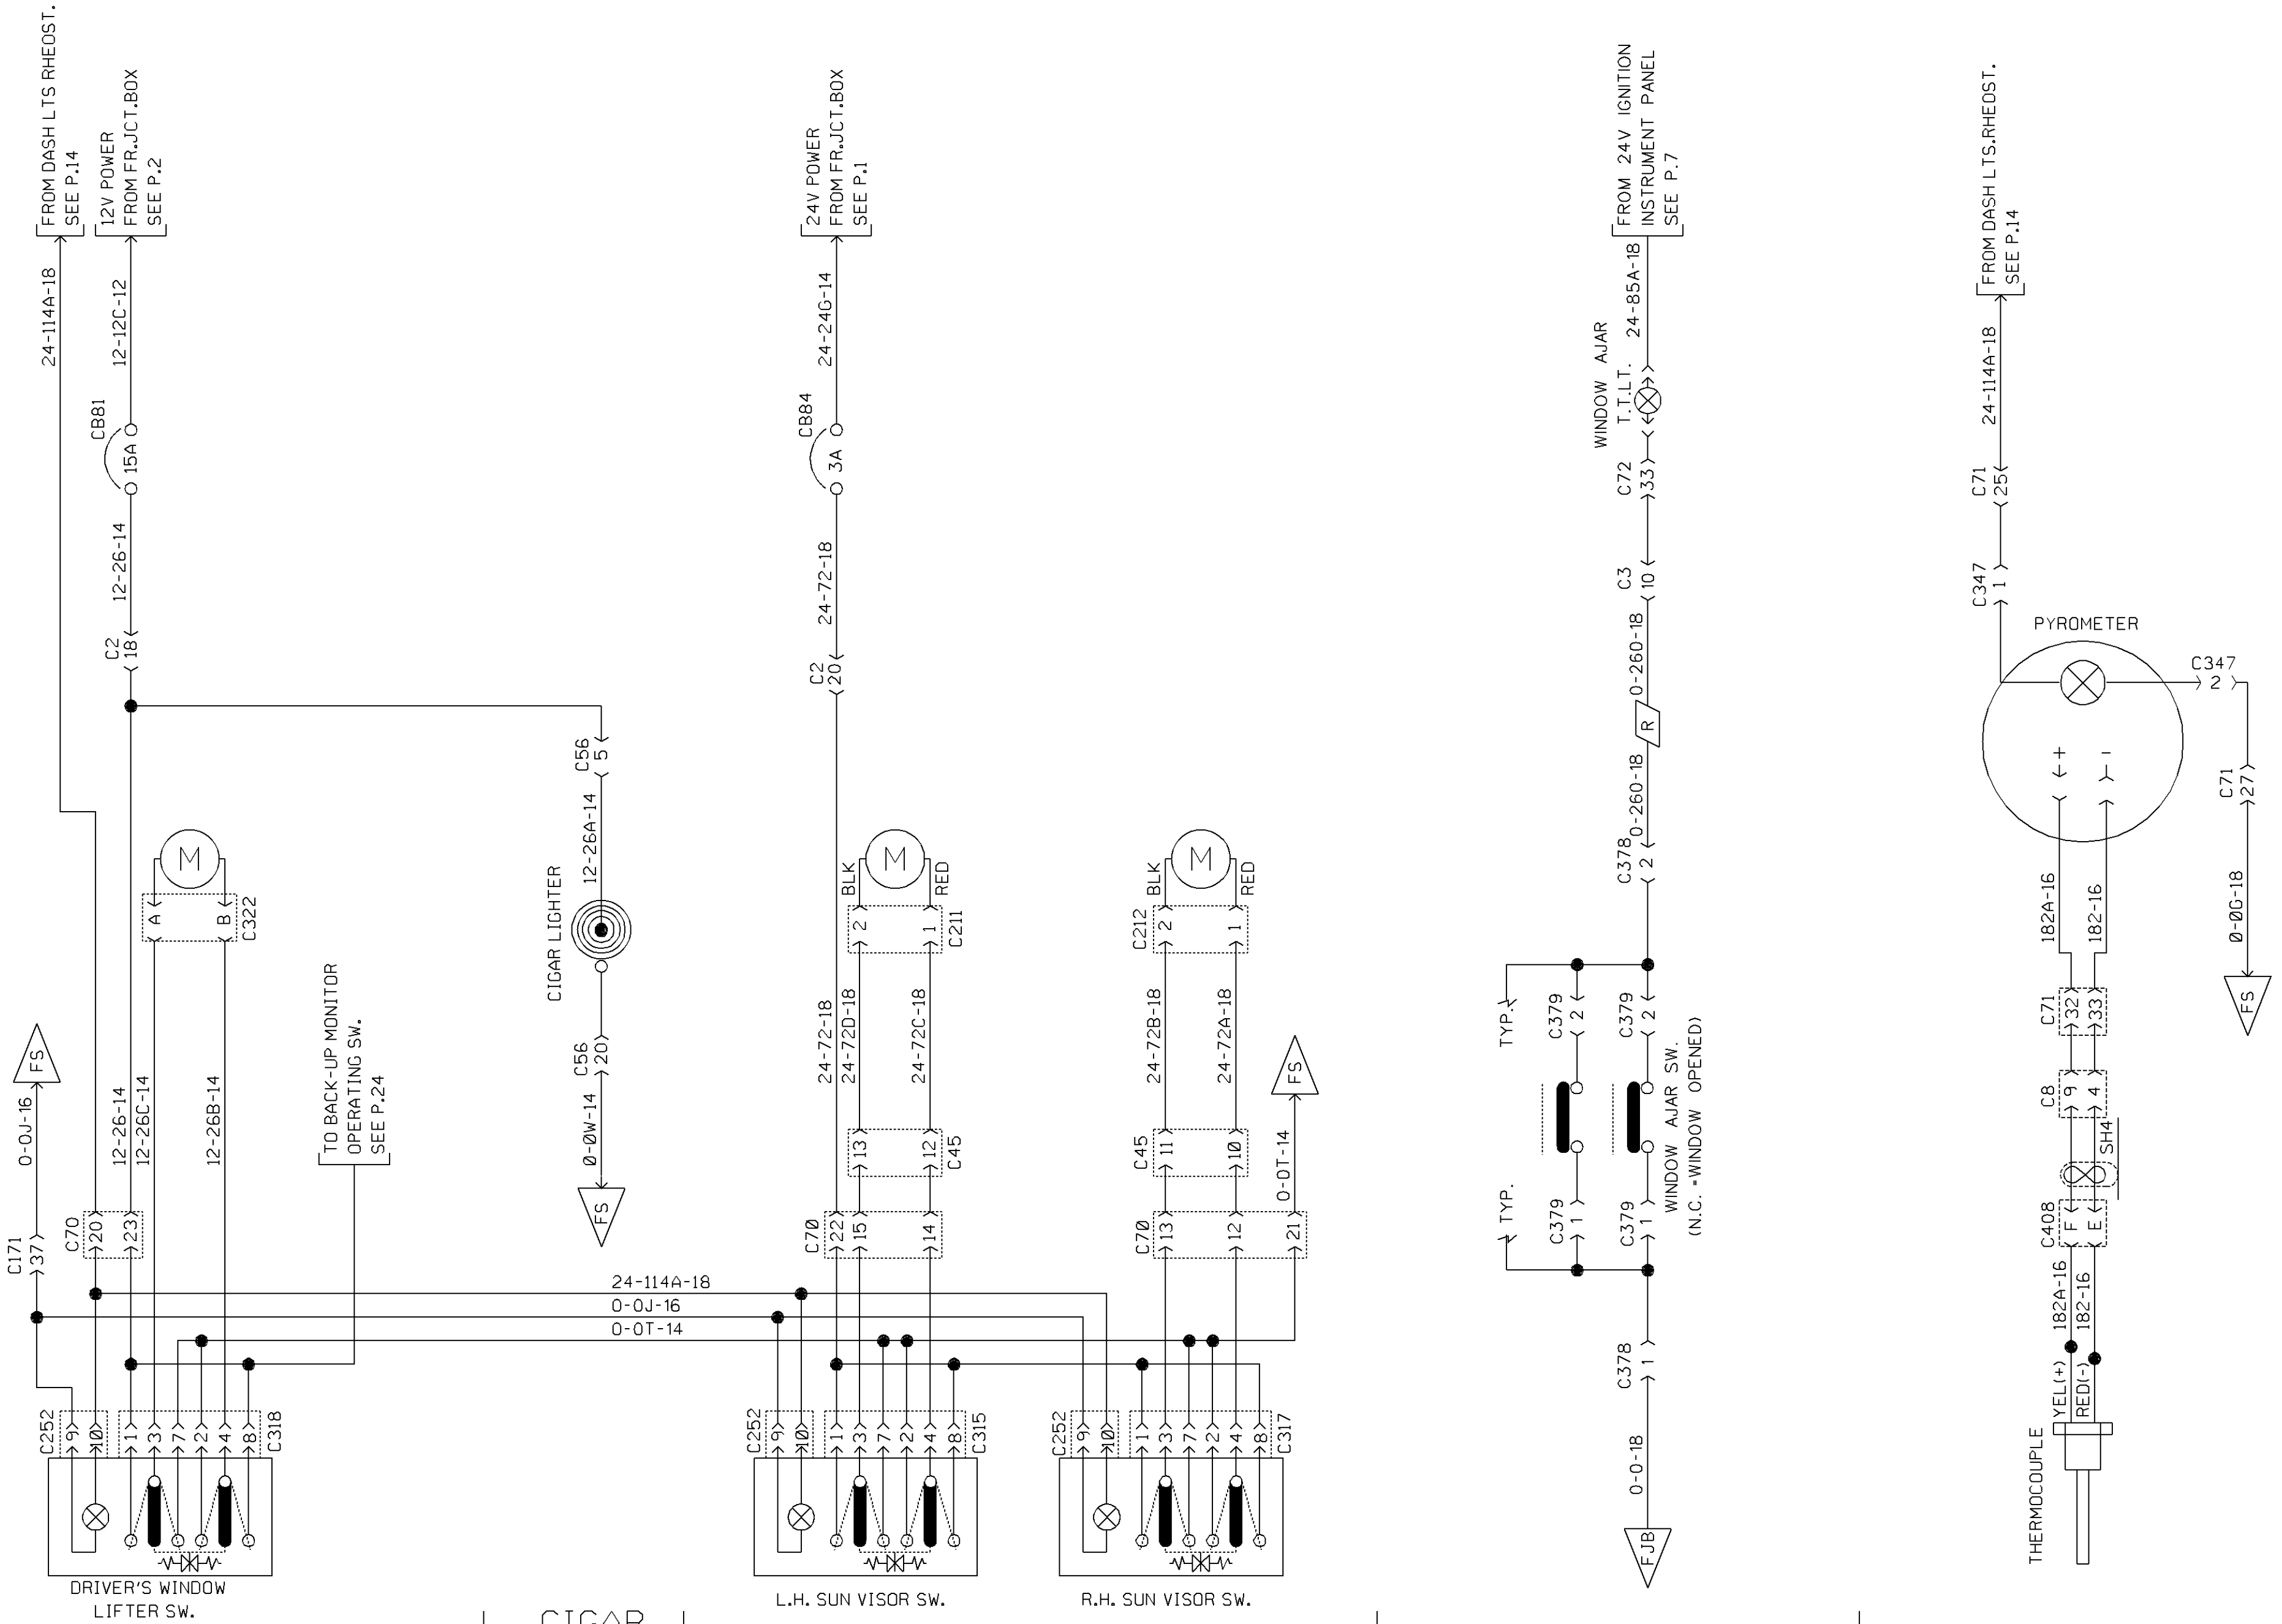 FROM DASH LTS RHEOST.
SEE P.14
24-114A-18
12V POWER
FROM FR.JCT.BOX
SEE P.2
12-12C-12
CB81
15A
12-26-14
C2
18
C56
5
12-26A-14
CIGAR LIGHTER
C56
20
0-0W-14
FS
M
A
B
C322
FS
0-0J-16
C171
37
12-26-14
12-26C-14
12-26B-14
TO BACK-UP MONITOR
OPERATING SW.
SEE P.24
C70
20
23
C252
9
10
1
3
7
2
4
8
C318
DRIVER'S WINDOW
LIFTER SW.
CIGAR
24-114A-18
0-0J-16
0-0T-14
24V POWER
FROM FR.JCT.BOX
SEE P.1
24-24G-14
CB84
3A
24-72-18
C2
20
M
BLK
RED
2
1
C211
24-72-18
24-72D-18
24-72C-18
13
12
C45
C70
22
15
14
C252
9
10
1
3
7
2
4
8
C315
L.H. SUN VISOR SW.
M
BLK
RED
C212
2
1
24-72B-18
24-72A-18
C45
11
10
FS
0-0T-14
C70
13
12
21
C252
9
10
1
3
7
2
4
8
C317
R.H. SUN VISOR SW.
FROM 24V IGNITION
INSTRUMENT PANEL
SEE P.7
24-85A-18
WINDOW AJAR
T.T.LT.
C72
33
C3
10
0-260-18
R
0-260-18
C378
2
TYP.
C379
2
C379
2
WINDOW AJAR SW.
(N.C. =WINDOW OPENED)
TYP.
C379
1
C379
1
C378
1
0-0-18
FJB
FROM DASH LTS.RHEOST.
SEE P.14
24-114A-18
C71
25
C347
1
PYROMETER
C347
2
+
-
C71
27
0-0G-18
FS
182A-16
182-16
C71
32
33
C8
9
4
SH4
C408
F
E
182A-16
182-16
YEL(+)
RED(-)
THERMOCOUPLE